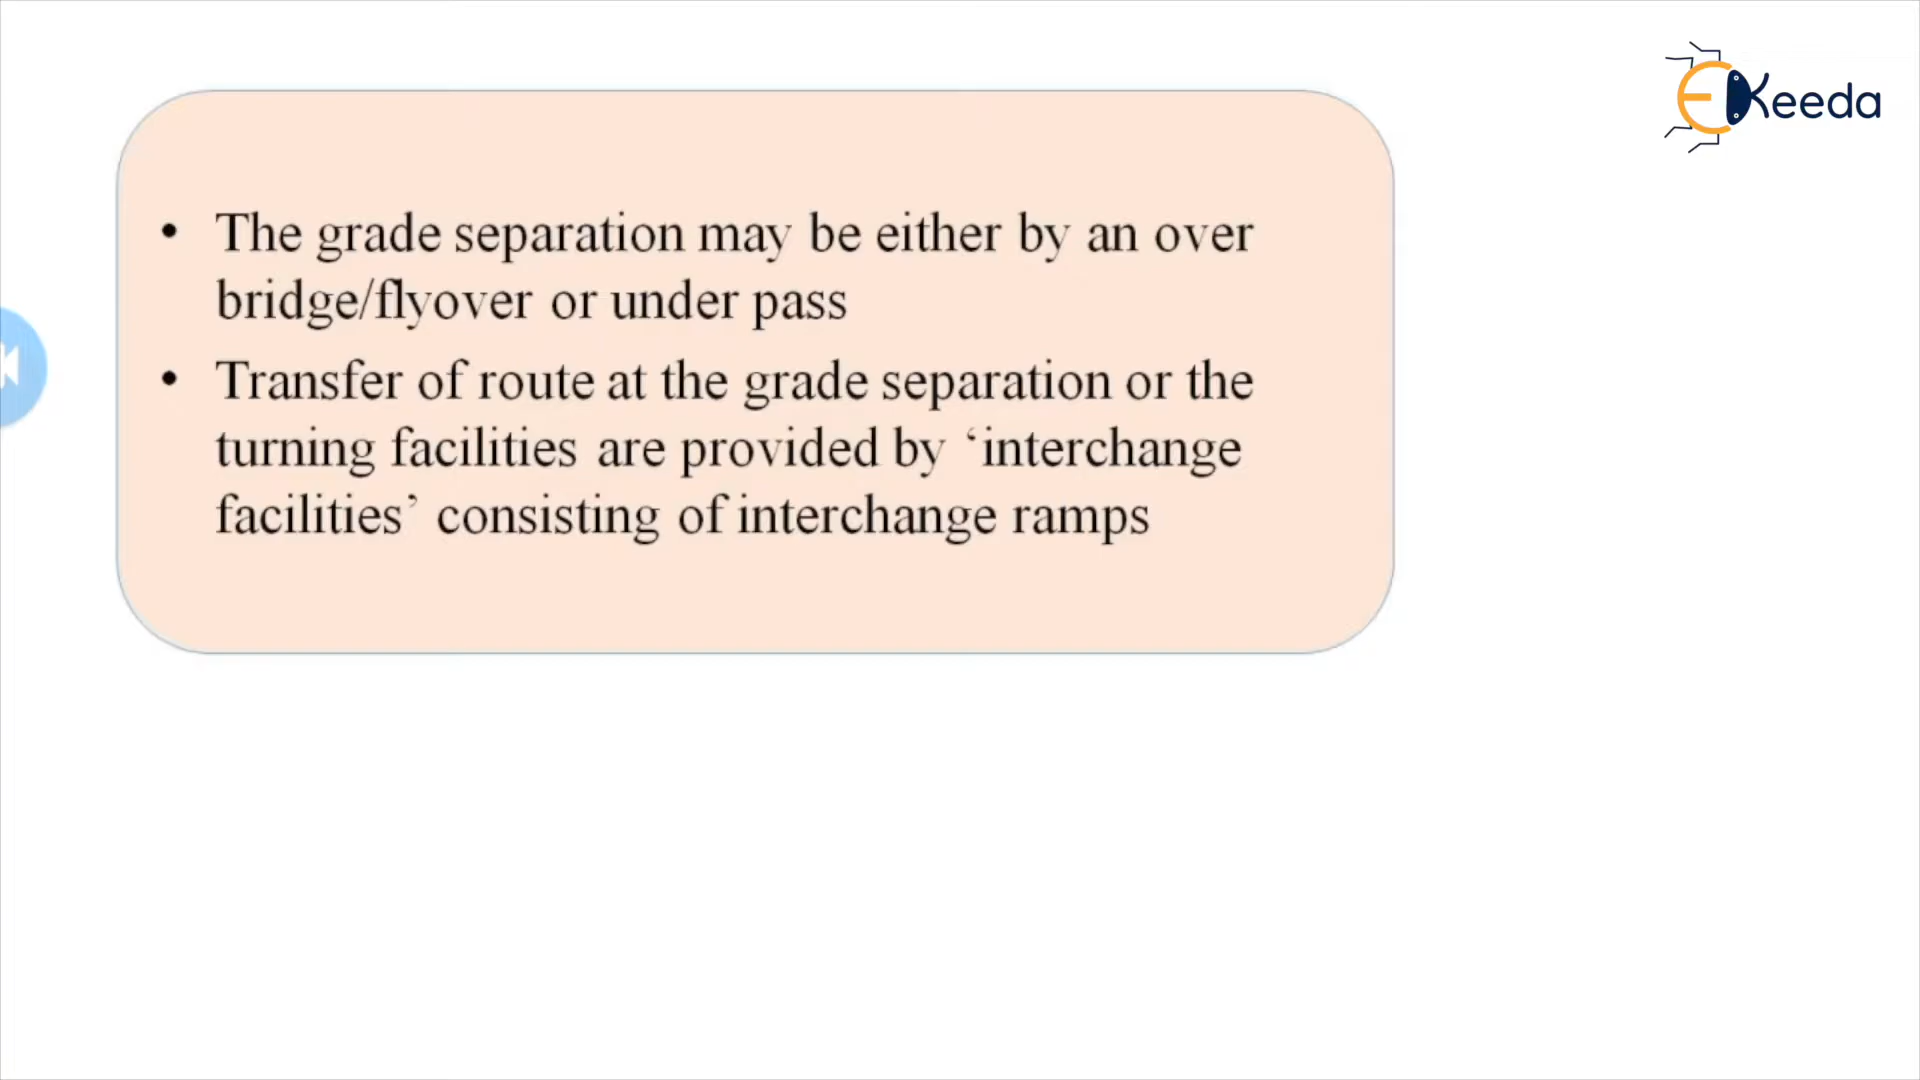 EKeeda
• The grade separation may be either by an over
bridge/flyover or under pass
• Transfer of route at the grade separation or the
turning facilities are provided by ‘interchange
facilities’ consisting of interchange ramps